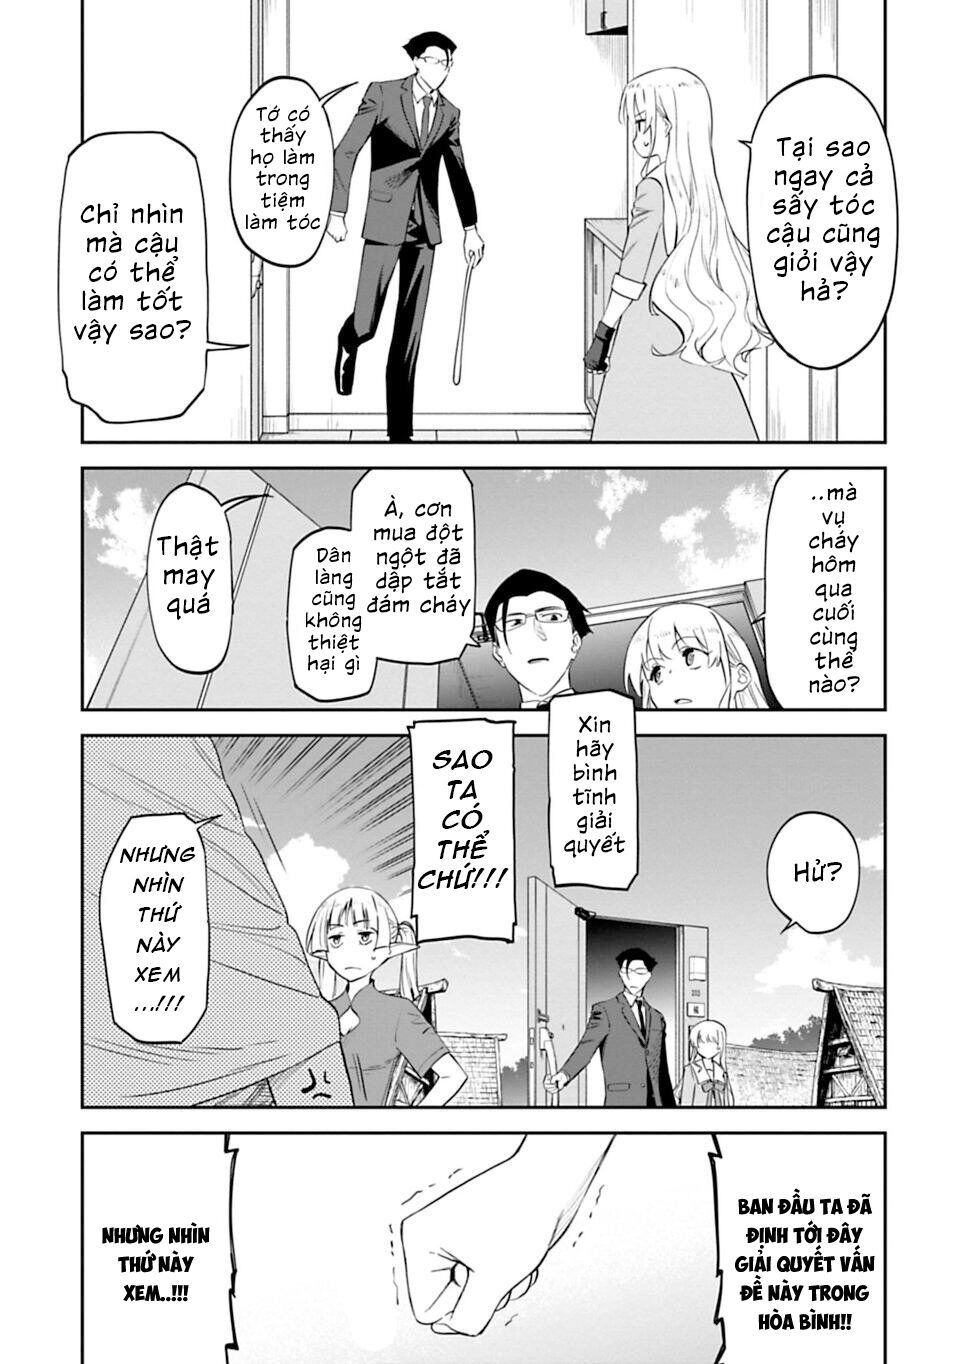 Tại sao
ngay cả
sấy tóc
cậu cũng
giỏi vậy
hả?
Tớ có
thấy
họ làm
trong
tiệm
làm tóc
Chỉ nhìn
mà cậu
có thể
làm tốt
vậy sao?
..mà
vụ
cháy
hôm
qua
cuối
cùng
thế
nào?
À, cơn
mua đột
ngột đã
dập tắt
đám cháy
Dân
làng
cũng
không
thiệt
hại gì
Thật
may
quá
Hử?
Xin
hãy
bình
tĩnh
giải
quyết
SAO
TA
CÓ
THỂ
CHỨ!!!
NHƯNG
NHÌN
THỨ
NÀY
XEM
...!!!
BAN ĐẦU TA ĐÃ
ĐỊNH TỚI ĐÂY
GIẢI QUYẾT VẤN
ĐỀ NÀY TRONG
HÒA BÌNH!!
NHƯNG NHÌN
THỨ NÀY
XEM..!!!